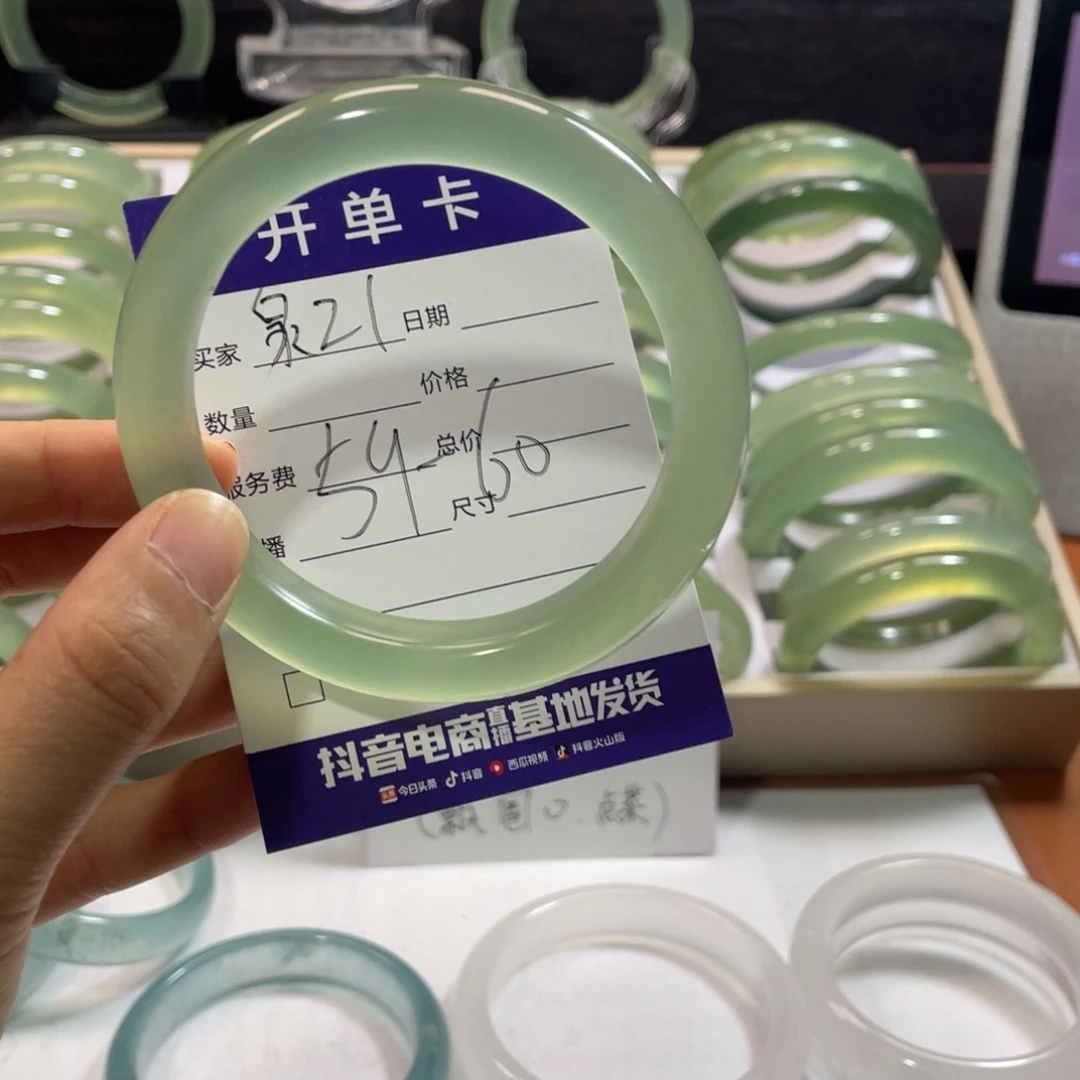 开单卡
买家 泉21 日期
数量 价格
服务费 54- 60 总价
播 尺寸
抖音电商直播基地发货
今日头条 抖音 西瓜视频 抖音火山版